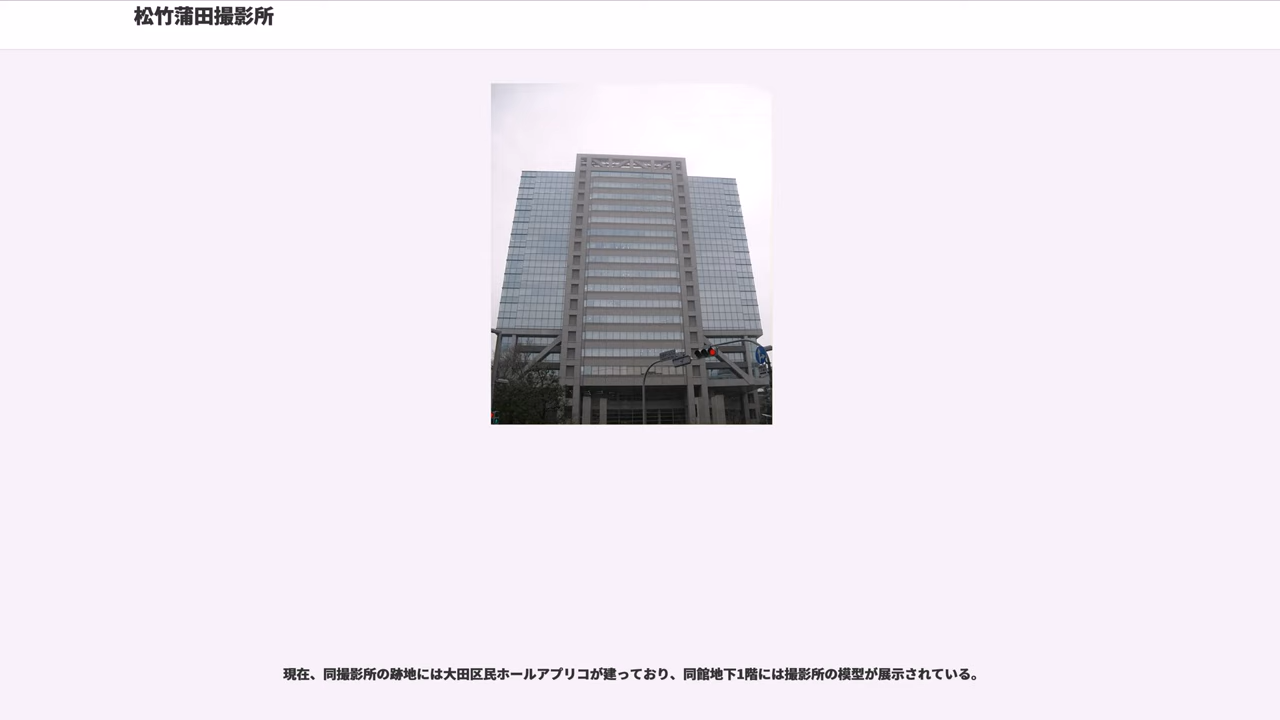 松竹蒲田撮影所
現在、同撮影所の跡地には大田区民ホールアプリコが建っており、同館地下1階には撮影所の模型が展示されている。